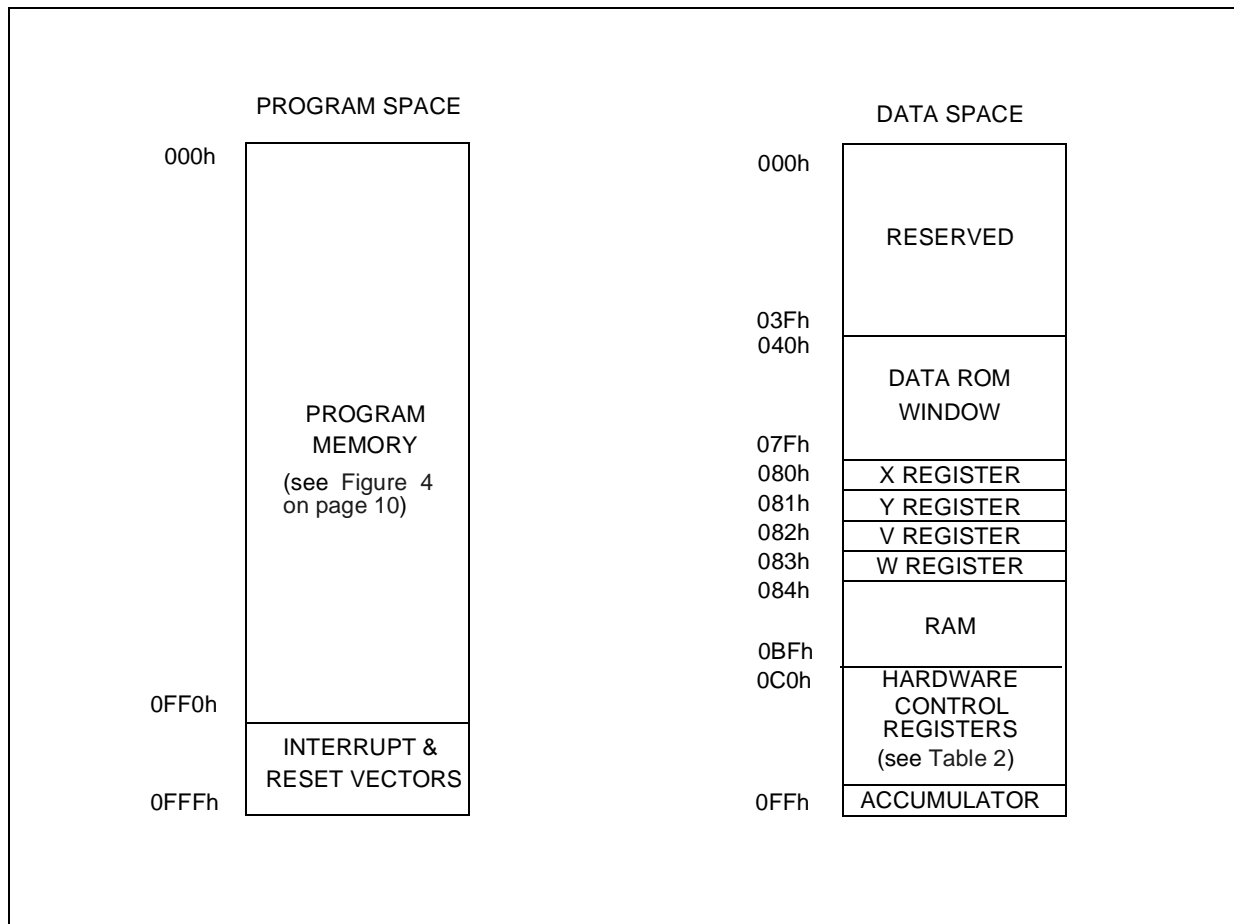 PROGRAM SPACE
000h
PROGRAM
MEMORY
(see Figure 4
on page 10)
0FF0h
INTERRUPT &
RESET VECTORS
0FFFh
DATA SPACE
000h
RESERVED
03Fh
040h
DATA ROM
WINDOW
07Fh
080h
X REGISTER
081h
Y REGISTER
082h
V REGISTER
083h
W REGISTER
084h
RAM
0BFh
0C0h
HARDWARE
CONTROL
REGISTERS
(see Table 2)
0FFh
ACCUMULATOR